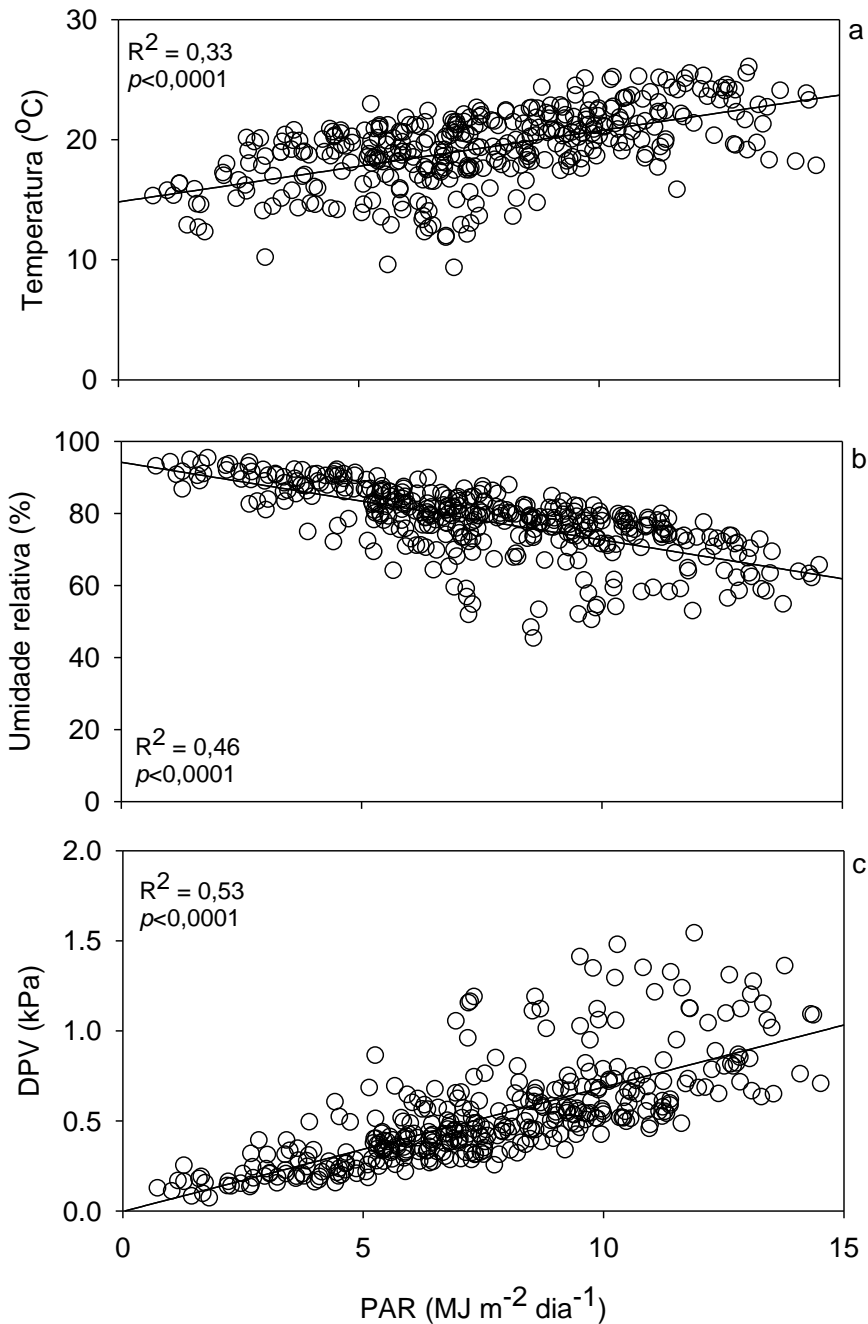 a
R² = 0,33
p<0,0001
30
20
10
0
Temperatura (ºC)
b
100
80
60
40
20
0
Umidade relativa (%)
R² = 0,46
p<0,0001
c
2.0
1.5
1.0
0.5
0.0
DPV (kPa)
R² = 0,53
p<0,0001
0 5 10 15
PAR (MJ m⁻² dia⁻¹)